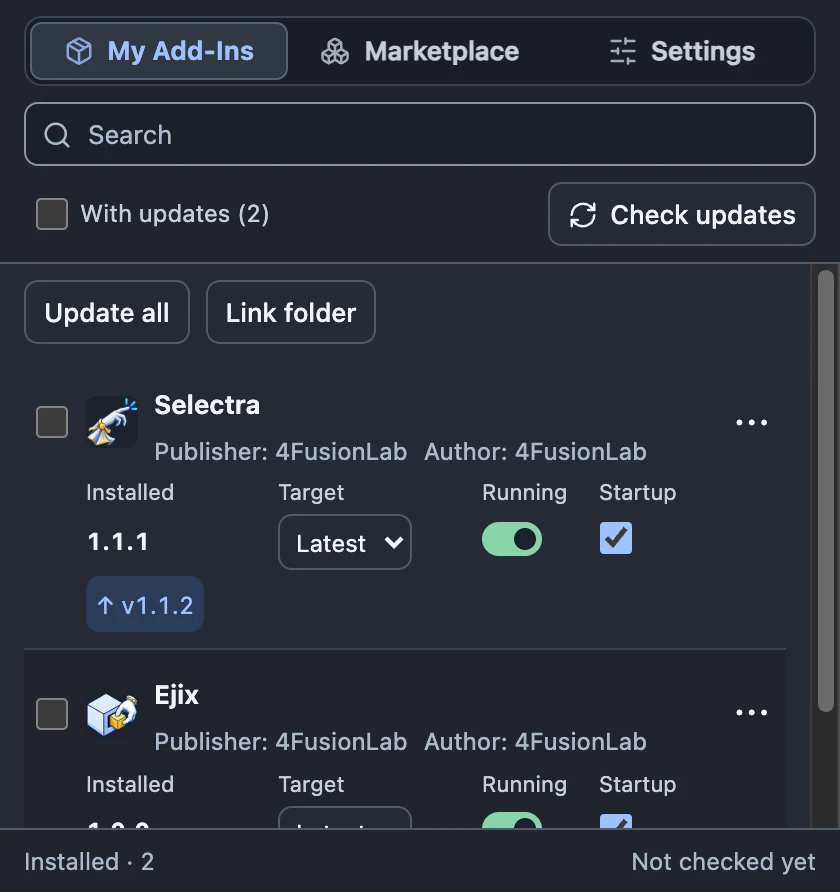 My Add-Ins Marketplace Settings
Search
With updates (2) Check updates
Update all Link folder
Selectra
Publisher: 4FusionLab Author: 4FusionLab
Installed Target Running Startup
1.1.1 Latest
↑ v1.1.2
Ejix
Publisher: 4FusionLab Author: 4FusionLab
Installed Target Running Startup
Installed · 2 Not checked yet